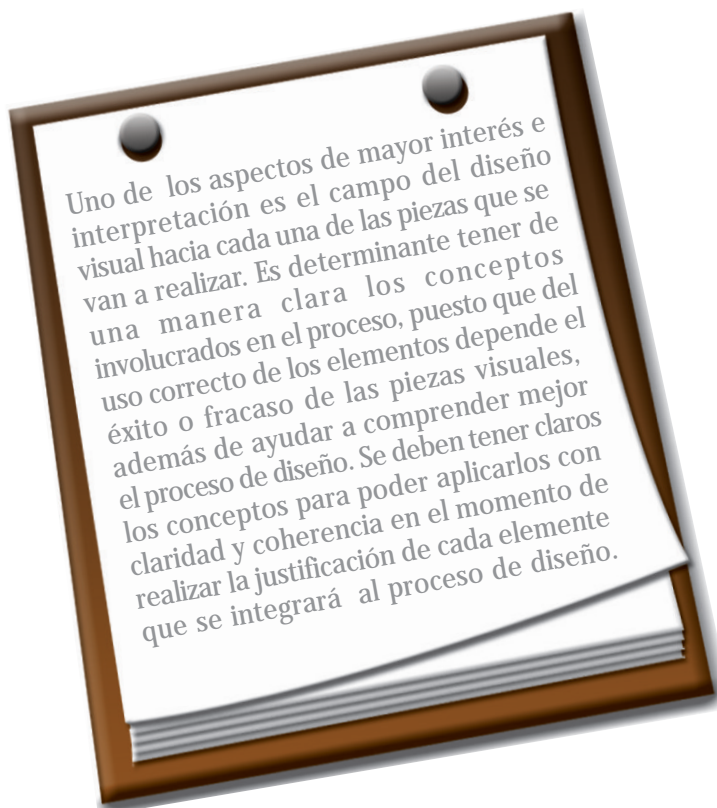 Uno de los aspectos de mayor interés e
interpretación es el campo del diseño
visual hacia cada una de las piezas que se
van a realizar. Es determinante tener de
una manera clara los conceptos
involucrados en el proceso, puesto que del
uso correcto de los elementos depende el
éxito o fracaso de las piezas visuales,
además de ayudar a comprender mejor
el proceso de diseño. Se deben tener claros
los conceptos para poder aplicarlos con
claridad y coherencia en el momento de
realizar la justificación de cada elemente
que se integrará al proceso de diseño.